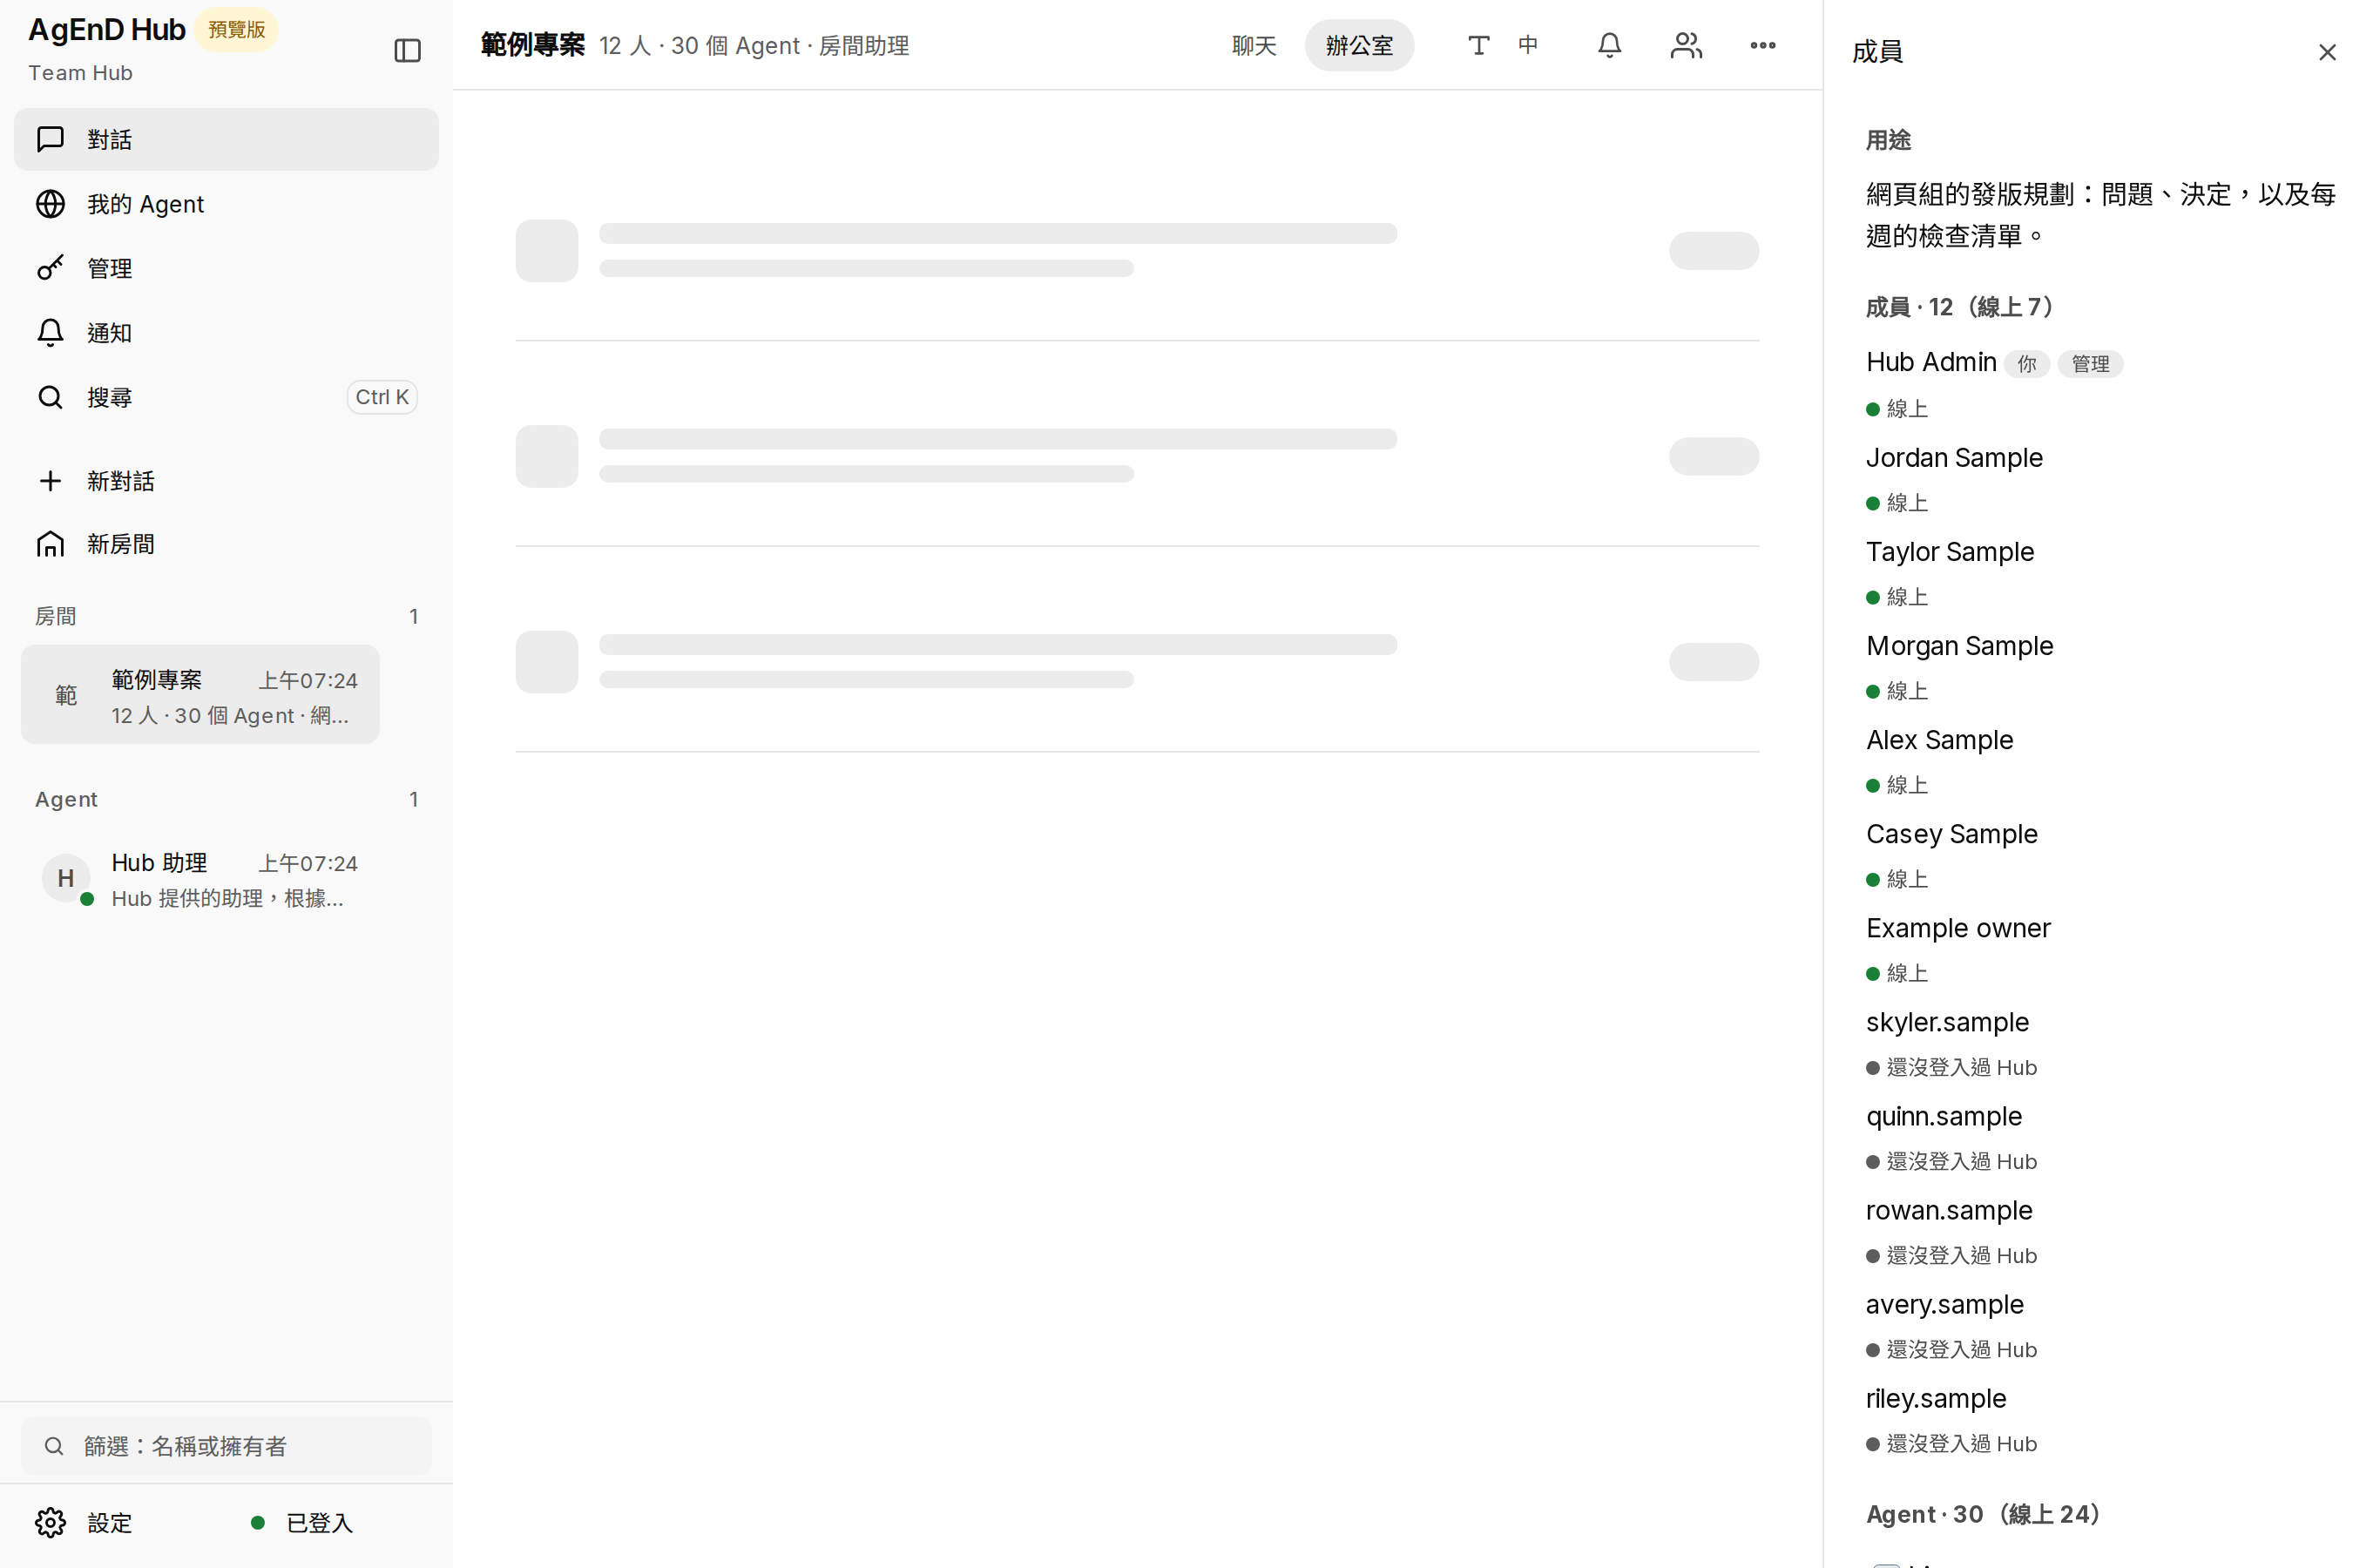 AgEnD Hub 預覽版
Team Hub
對話
我的 Agent
管理
通知
搜尋 Ctrl K
新對話
新房間
房間 1
範 範例專案 上午07:24
12 人 · 30 個 Agent · 網…
Agent 1
H Hub 助理 上午07:24
Hub 提供的助理，根據…
篩選：名稱或擁有者
設定 已登入
範例專案 12 人 · 30 個 Agent · 房間助理 聊天 辦公室 中
成員
用途
網頁組的發版規劃：問題、決定，以及每
週的檢查清單。
成員 · 12（線上 7）
Hub Admin 你 管理
線上
Jordan Sample
線上
Taylor Sample
線上
Morgan Sample
線上
Alex Sample
線上
Casey Sample
線上
Example owner
線上
skyler.sample
還沒登入過 Hub
quinn.sample
還沒登入過 Hub
rowan.sample
還沒登入過 Hub
avery.sample
還沒登入過 Hub
riley.sample
還沒登入過 Hub
Agent · 30（線上 24）